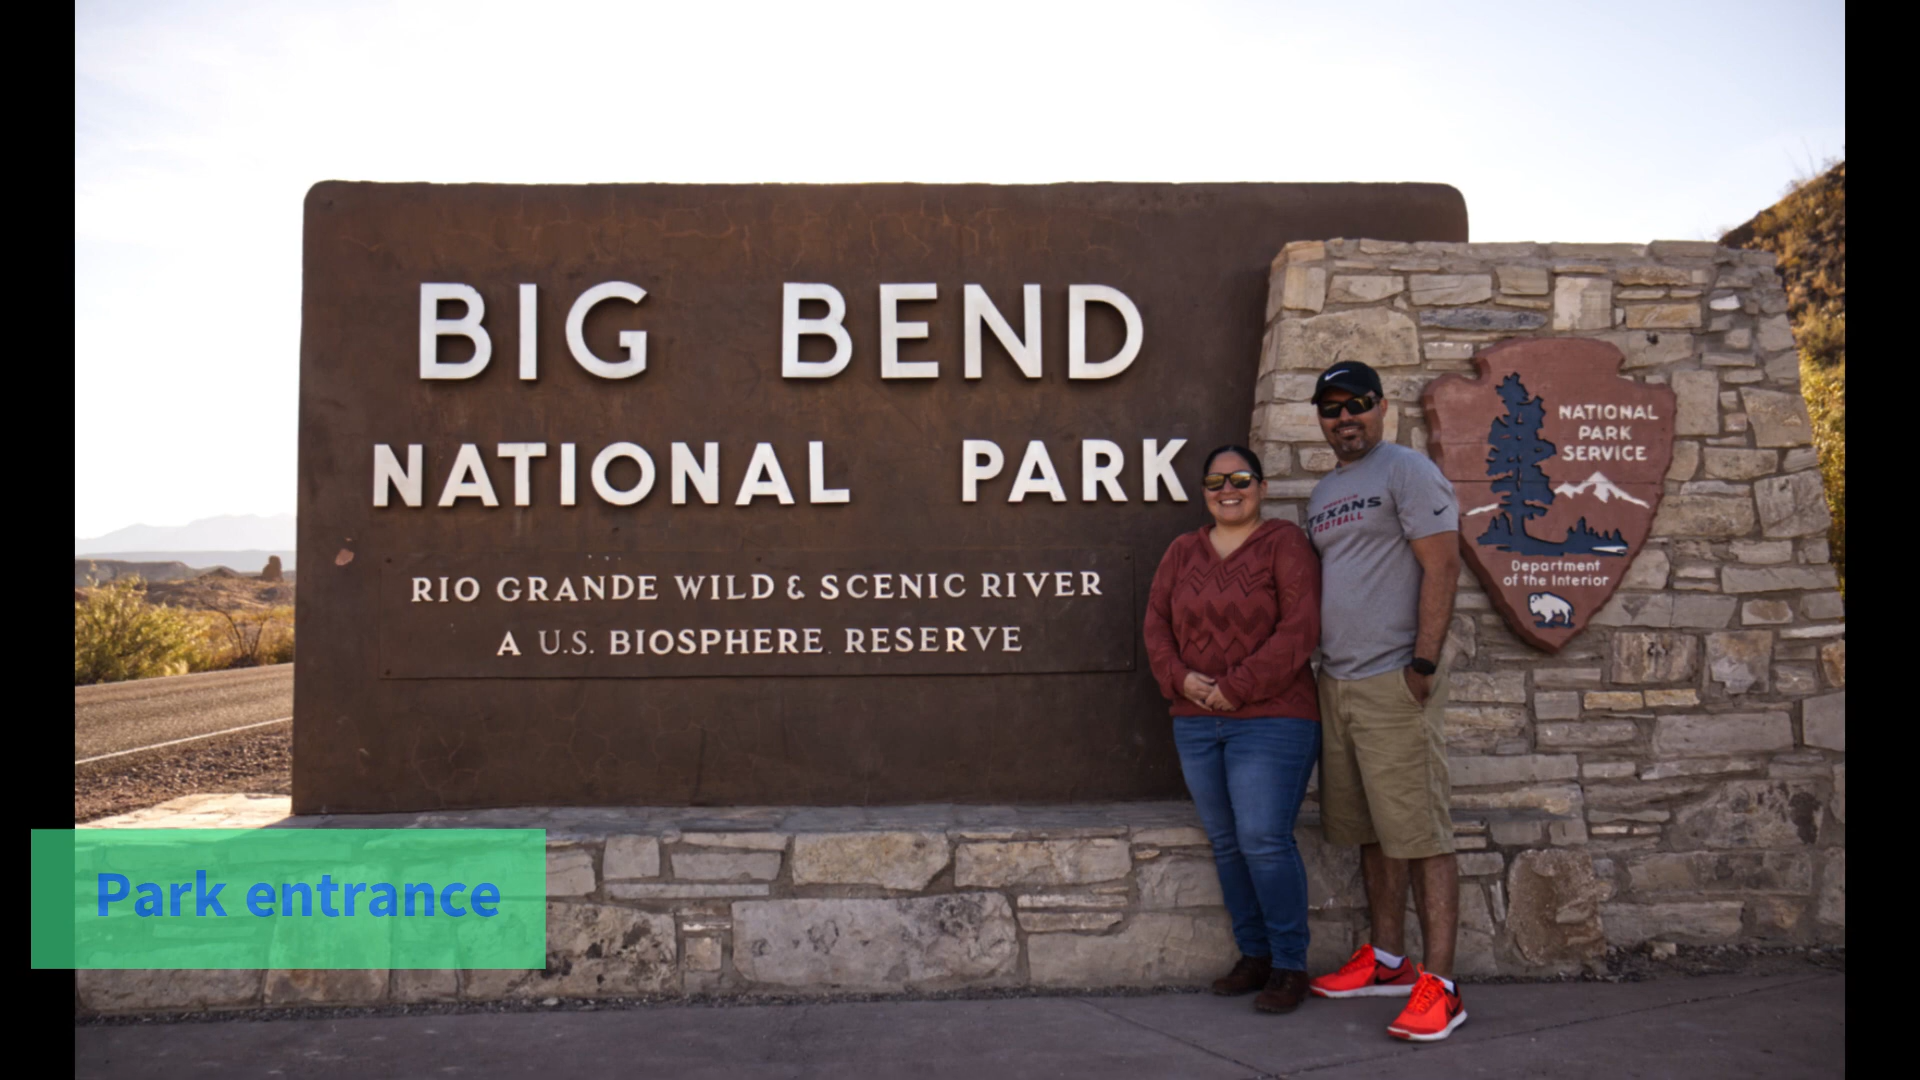 BIG BEND
NATIONAL PARK
RIO GRANDE WILD & SCENIC RIVER
A U.S. BIOSPHERE RESERVE
NATIONAL
PARK
SERVICE
Department
of the Interior
TEXANS
FOOTBALL
Park entrance